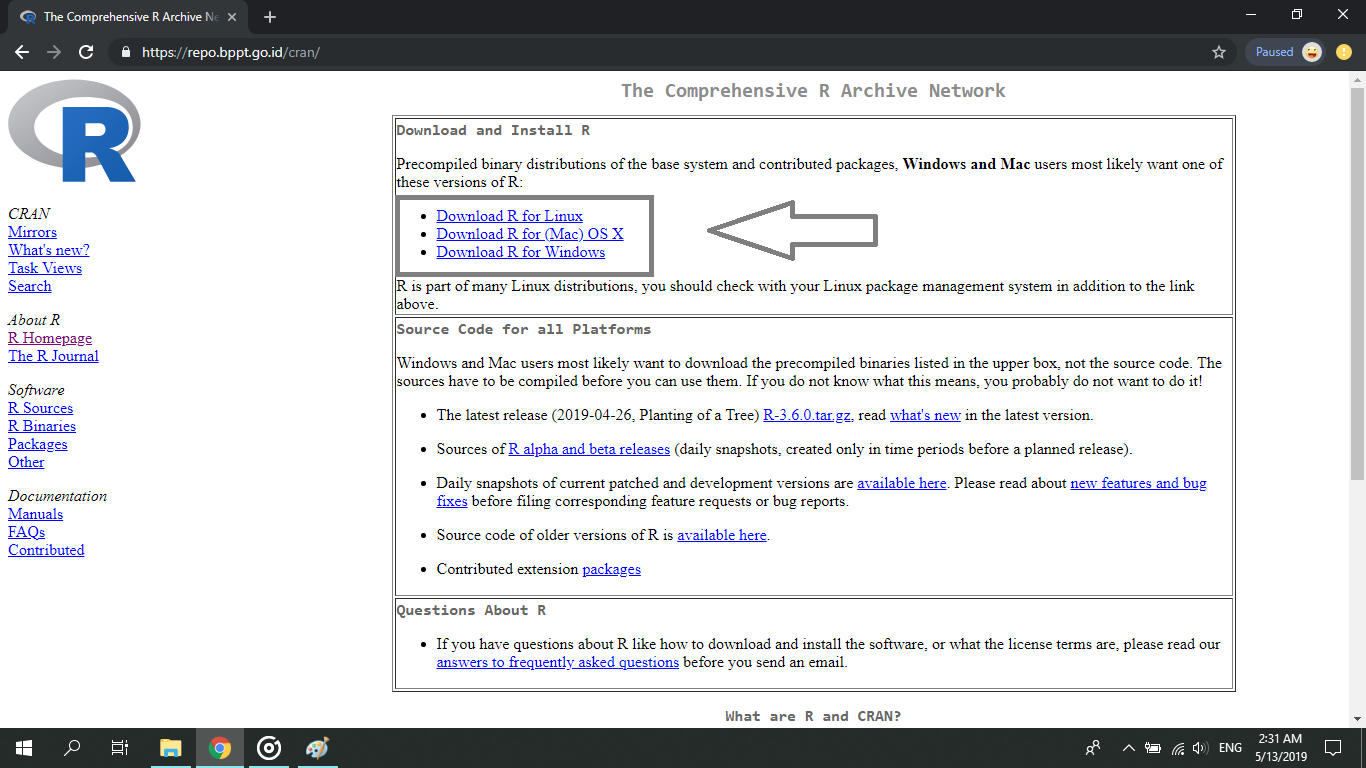 The Comprehensive R Archive Ne
https://repo.bppt.go.id/cran/
Paused
R
CRAN
Mirrors
What's new?
Task Views
Search
About R
R Homepage
The R Journal
Software
R Sources
R Binaries
Packages
Other
Documentation
Manuals
FAQs
Contributed
The Comprehensive R Archive Network
Download and Install R
Precompiled binary distributions of the base system and contributed packages, Windows and Mac users most likely want one of
these versions of R:
• Download R for Linux
• Download R for (Mac) OS X
• Download R for Windows
R is part of many Linux distributions, you should check with your Linux package management system in addition to the link
above.
Source Code for all Platforms
Windows and Mac users most likely want to download the precompiled binaries listed in the upper box, not the source code. The
sources have to be compiled before you can use them. If you do not know what this means, you probably do not want to do it!
• The latest release (2019-04-26, Planting of a Tree) R-3.6.0.tar.gz, read what's new in the latest version.
• Sources of R alpha and beta releases (daily snapshots, created only in time periods before a planned release).
• Daily snapshots of current patched and development versions are available here. Please read about new features and bug
fixes before filing corresponding feature requests or bug reports.
• Source code of older versions of R is available here.
• Contributed extension packages
Questions About R
• If you have questions about R like how to download and install the software, or what the license terms are, please read our
answers to frequently asked questions before you send an email.
What are R and CRAN?
ENG
2:31 AM
5/13/2019